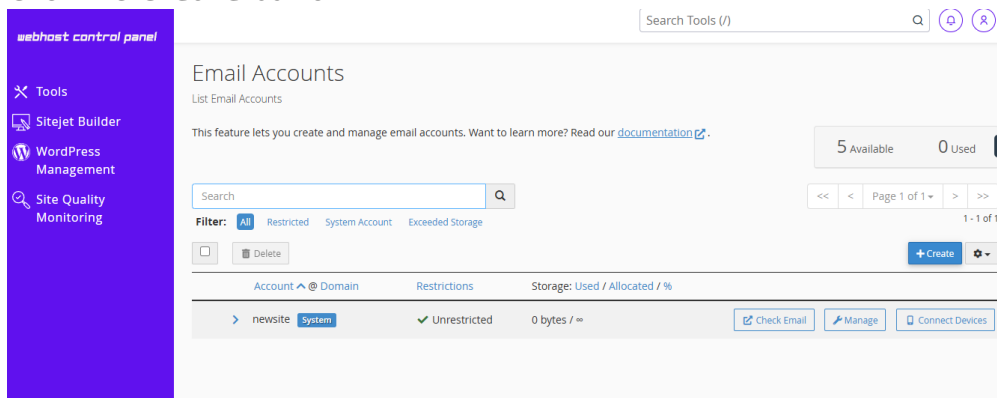 Search Tools (/)
webhost control panel
Tools
Sitejet Builder
WordPress
Management
Site Quality
Monitoring
Email Accounts
List Email Accounts
This feature lets you create and manage email accounts. Want to learn more? Read our documentation.
5 Available 0 Used
Search
<< < Page 1 of 1 > >>
1 - 1 of 1
Filter: All Restricted System Account Exceeded Storage
Delete
+ Create
Account @ Domain Restrictions Storage: Used / Allocated / %
newsite System Unrestricted 0 bytes / ∞ Check Email Manage Connect Devices